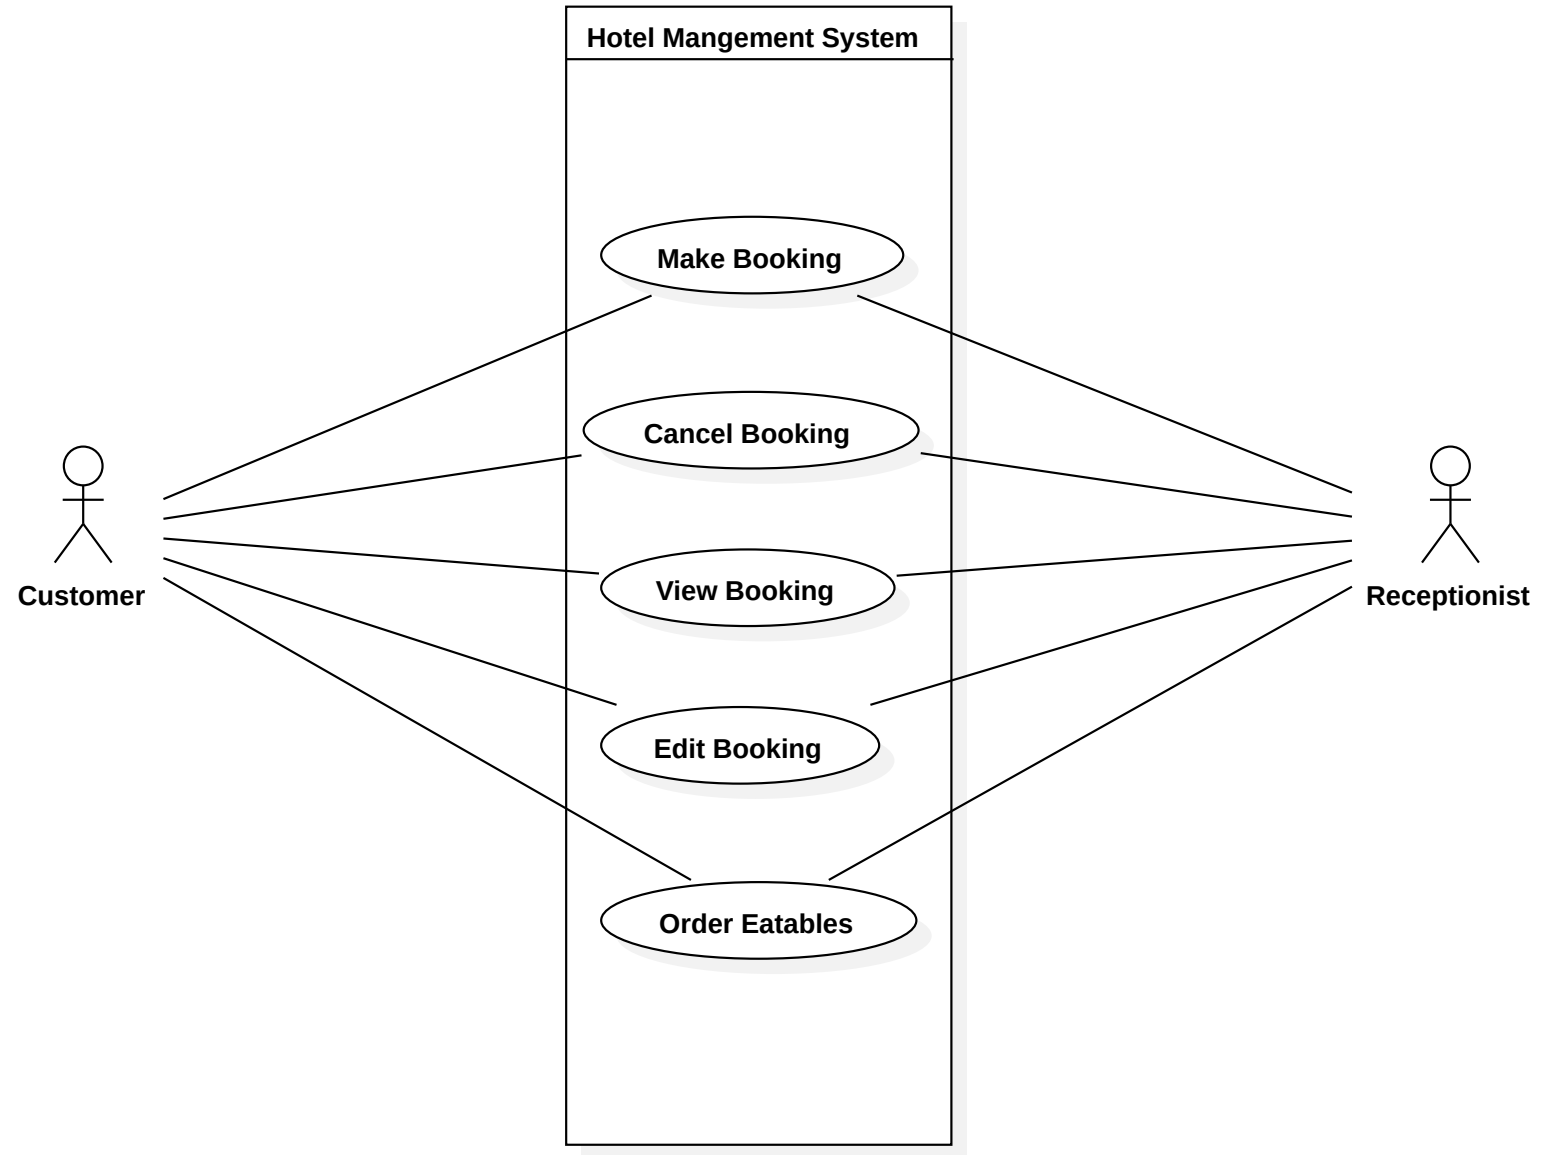 Hotel Mangement System
Make Booking
Cancel Booking
View Booking
Edit Booking
Order Eatables
Customer
Receptionist